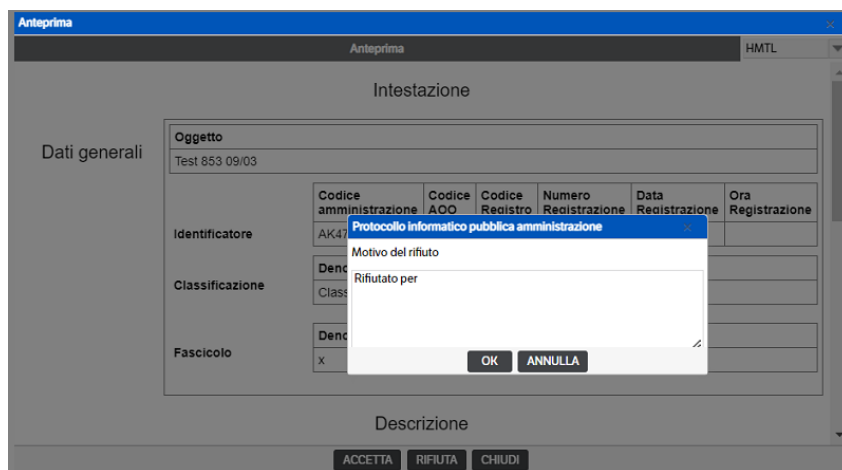 Anteprima
Anteprima
HMTL
Intestazione
Dati generali
Oggetto
Test 853 09/03
Codice amministrazione Codice AOO Codice Registro Numero Registrazione Data Registrazione Ora Registrazione
Identificatore
AK47
Protocollo informatico pubblica amministrazione
Motivo del rifiuto
Rifiutato per
OK ANNULLA
Classificazione
Fascicolo
x
Descrizione
ACCETTA RIFIUTA CHIUDI